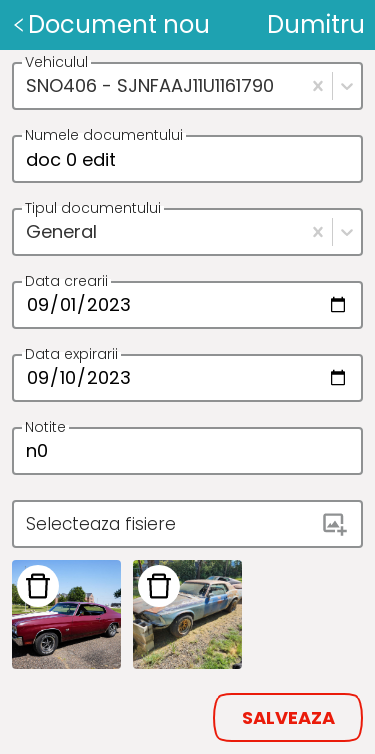 Document nou
Dumitru
Vehiculul
SNO406 - SJNFAAJ11U1161790
Numele documentului
doc 0 edit
Tipul documentului
General
Data crearii
09/01/2023
Data expirarii
09/10/2023
Notite
n0
Selecteaza fisiere
SALVEAZA